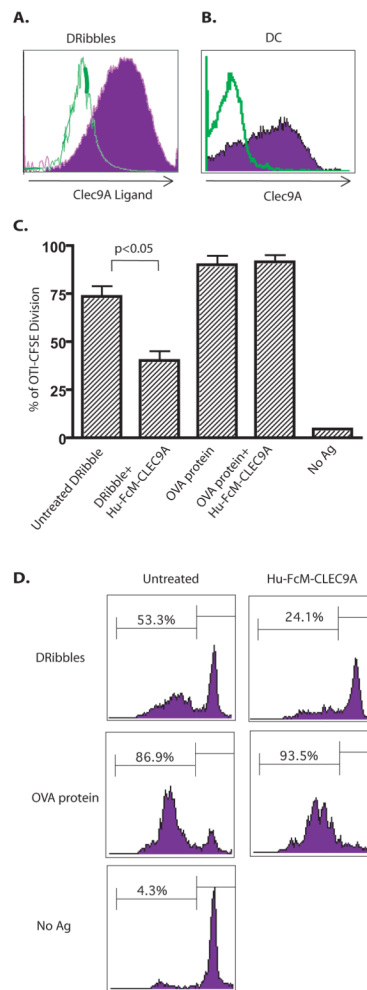 A.
DRibbles
Clec9A Ligand
B.
DC
Clec9A
C.
p<0.05
% of OTI-CFSE Division
100
75
50
25
0
Untreated DRibble
DRibble+
Hu-FcM-CLEC9A
OVA protein
OVA protein+
Hu-FcM-CLEC9A
No Ag
D.
Untreated
Hu-FcM-CLEC9A
DRibbles
53.3%
24.1%
OVA protein
86.9%
93.5%
No Ag
4.3%